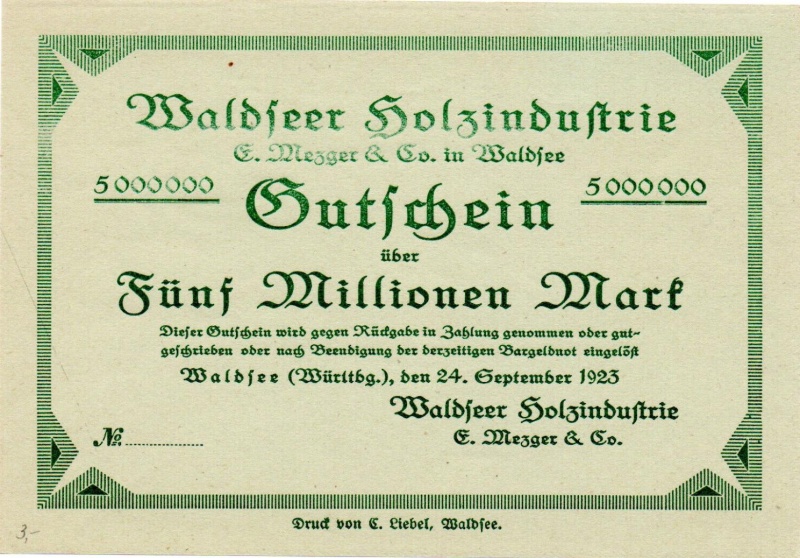 Waldseer Holzindustrie
E. Mezger & Co. in Waldsee
5000000 5000000
Gutschein
über
Fünf Millionen Mark
Dieser Gutschein wird gegen Rückgabe in Zahlung genommen oder gut-
geschrieben oder nach Beendigung der derzeitigen Bargeldnot eingelöst
Waldsee (Württbg.), den 24. September 1923
Waldseer Holzindustrie
E. Mezger & Co.
No.
Druck von C. Liebel, Waldsee.
3,-